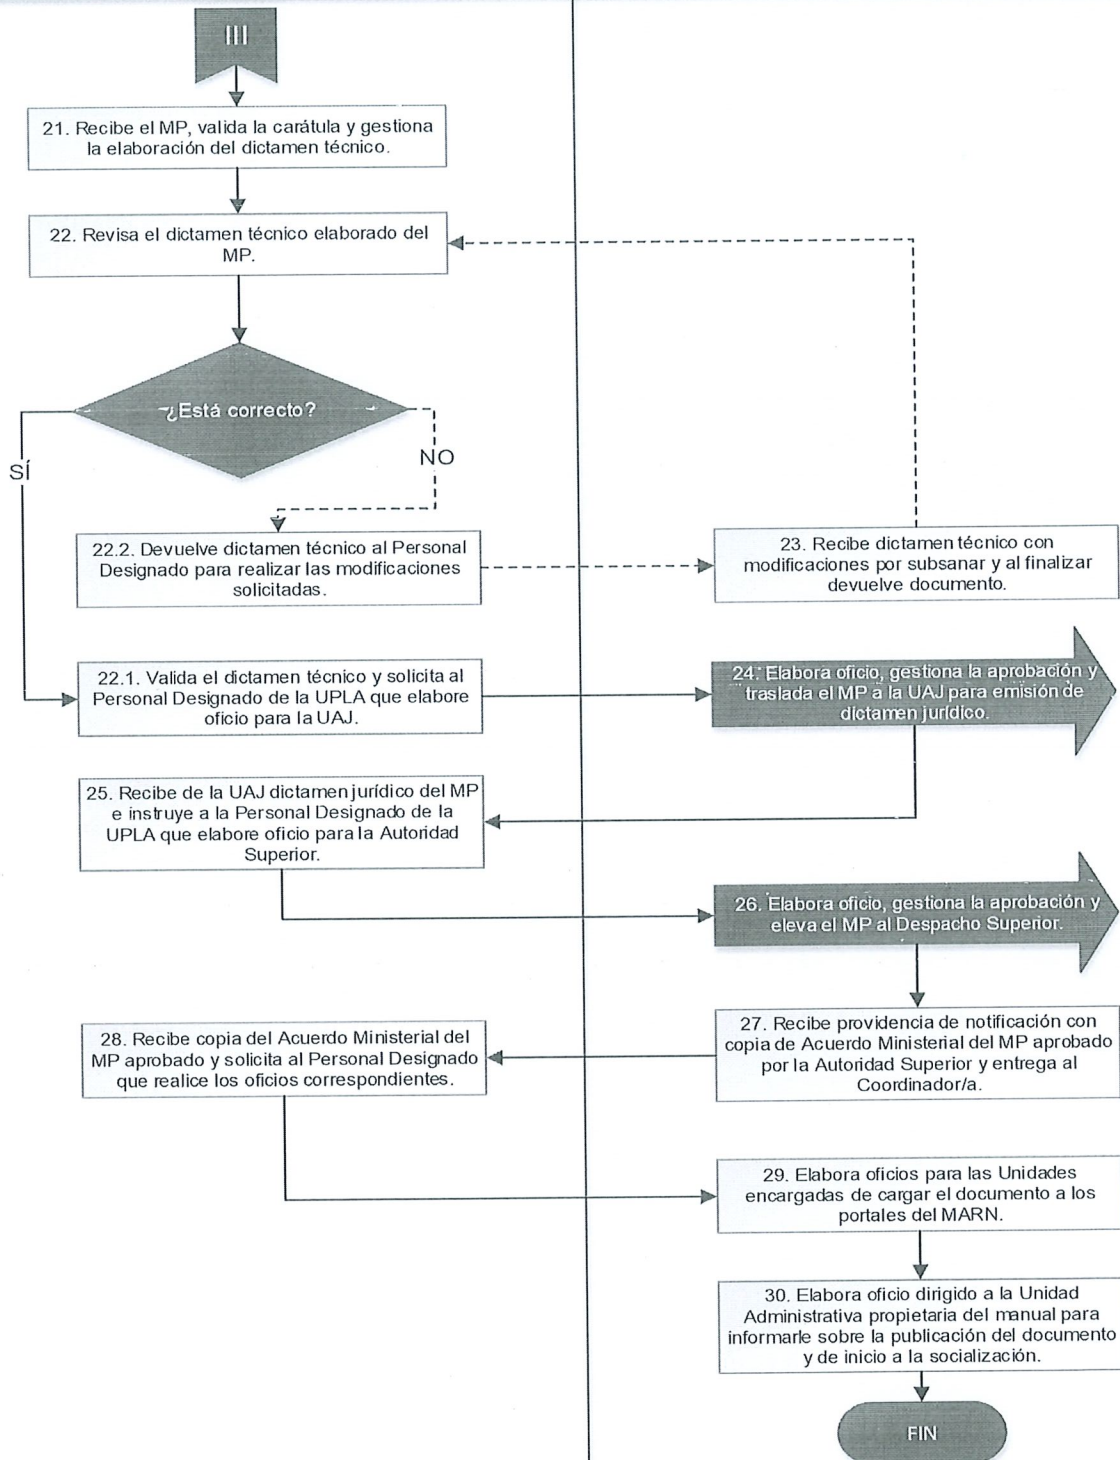 III
21. Recibe el MP, valida la carátula y gestiona
la elaboración del dictamen técnico.
22. Revisa el dictamen técnico elaborado del
MP.
¿Está correcto?
SÍ
NO
22.2. Devuelve dictamen técnico al Personal
Designado para realizar las modificaciones
solicitadas.
23. Recibe dictamen técnico con
modificaciones por subsanar y al finalizar
devuelve documento.
22.1. Valida el dictamen técnico y solicita al
Personal Designado de la UPLA que elabore
oficio para la UAJ.
24. Elabora oficio, gestiona la aprobación y
traslada el MP a la UAJ para emisión de
dictamen jurídico.
25. Recibe de la UAJ dictamen jurídico del MP
e instruye a la Personal Designado de la
UPLA que elabore oficio para la Autoridad
Superior.
26. Elabora oficio, gestiona la aprobación y
eleva el MP al Despacho Superior.
27. Recibe providencia de notificación con
copia de Acuerdo Ministerial del MP aprobado
por la Autoridad Superior y entrega al
Coordinador/a.
28. Recibe copia del Acuerdo Ministerial del
MP aprobado y solicita al Personal Designado
que realice los oficios correspondientes.
29. Elabora oficios para las Unidades
encargadas de cargar el documento a los
portales del MARN.
30. Elabora oficio dirigido a la Unidad
Administrativa propietaria del manual para
informarle sobre la publicación del documento
y de inicio a la socialización.
FIN